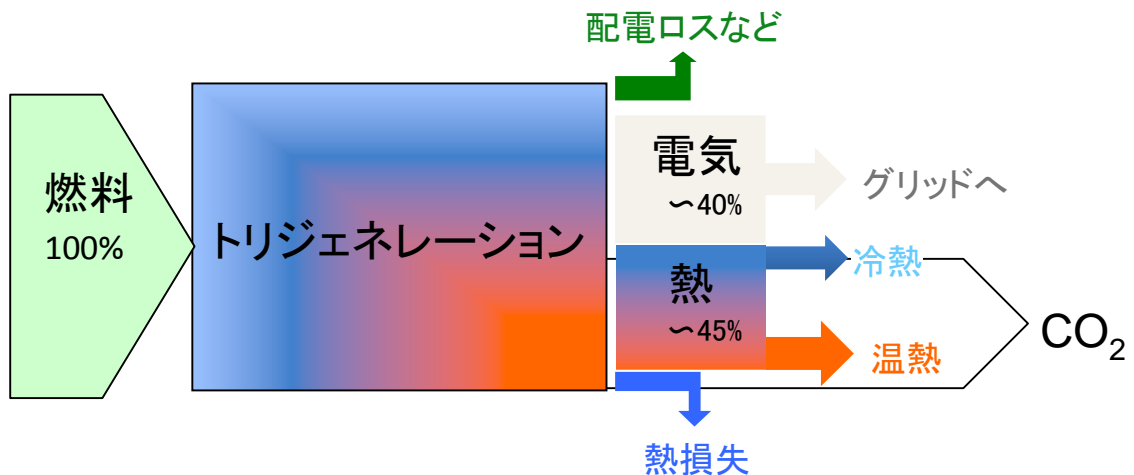 配電ロスなど
燃料
100%
トリジェネレーション
電気
～40%
グリッドへ
冷熱
熱
～45%
温熱
CO₂
熱損失